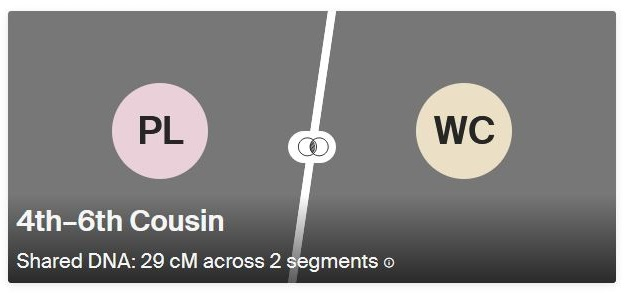 PL
WC
4th–6th Cousin
Shared DNA: 29 cM across 2 segments